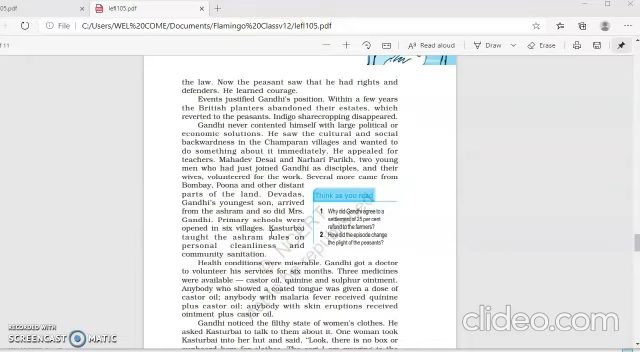 05.pdf
lefl105.pdf
File | C:/Users/WEL%20COME/Documents/Flamingo%20Classv12/lefl105.pdf
of 11
Read aloud
Draw
Erase
the law. Now the peasant saw that he had rights and
defenders. He learned courage.
Events justified Gandhi's position. Within a few years
the British planters abandoned their estates, which
reverted to the peasants. Indigo sharecropping disappeared.
Gandhi never contented himself with large political or
economic solutions. He saw the cultural and social
backwardness in the Champaran villages and wanted to
do something about it immediately. He appealed for
teachers. Mahadev Desai and Narhari Parikh, two young
men who had just joined Gandhi as disciples, and their
wives, volunteered for the work. Several more came from
Bombay, Poona and other distant
parts of the land. Devadas,
Gandhi's youngest son, arrived
from the ashram and so did Mrs.
Gandhi. Primary schools were
opened in six villages. Kasturbai
taught the ashram rules on
personal cleanliness and
community sanitation.
Think as you read
1. Why did Gandhi agree to a
settlement of 25 per cent
refund to the farmers?
2. How did the episode change
the plight of the peasants?
Health conditions were miserable. Gandhi got a doctor
to volunteer his services for six months. Three medicines
were available — castor oil, quinine and sulphur ointment.
Anybody who showed a coated tongue was given a dose of
castor oil; anybody with malaria fever received quinine
plus castor oil; anybody with skin eruptions received
ointment plus castor oil.
Gandhi noticed the filthy state of women's clothes. He
asked Kasturbai to talk to them about it. One woman took
Kasturbai into her hut and said, "Look, there is no box or
RECORDED WITH
SCREENCAST MATIC
clideo.com